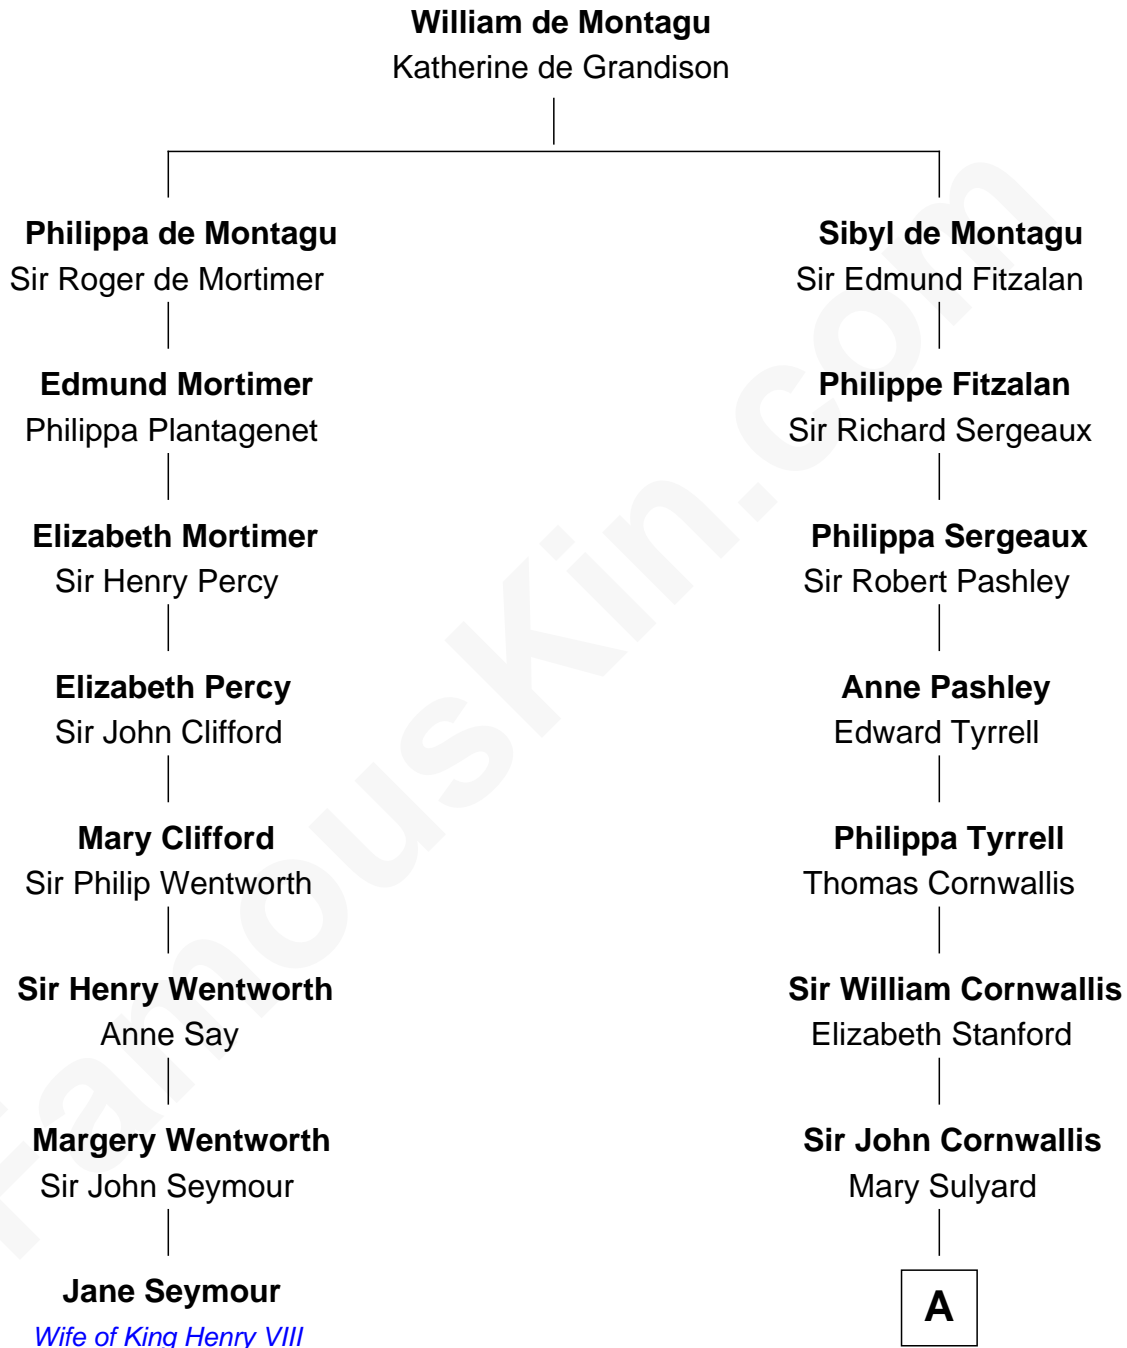 William de Montagu
Katherine de Grandison
Philippa de Montagu
Sir Roger de Mortimer
Sibyl de Montagu
Sir Edmund Fitzalan
Edmund Mortimer
Philippa Plantagenet
Philippe Fitzalan
Sir Richard Sergeaux
Elizabeth Mortimer
Sir Henry Percy
Philippa Sergeaux
Sir Robert Pashley
Elizabeth Percy
Sir John Clifford
Anne Pashley
Edward Tyrrell
Mary Clifford
Sir Philip Wentworth
Philippa Tyrrell
Thomas Cornwallis
Sir Henry Wentworth
Anne Say
Sir William Cornwallis
Elizabeth Stanford
Margery Wentworth
Sir John Seymour
Sir John Cornwallis
Mary Sulyard
Jane Seymour
Wife of King Henry VIII
A
FamousKin.com